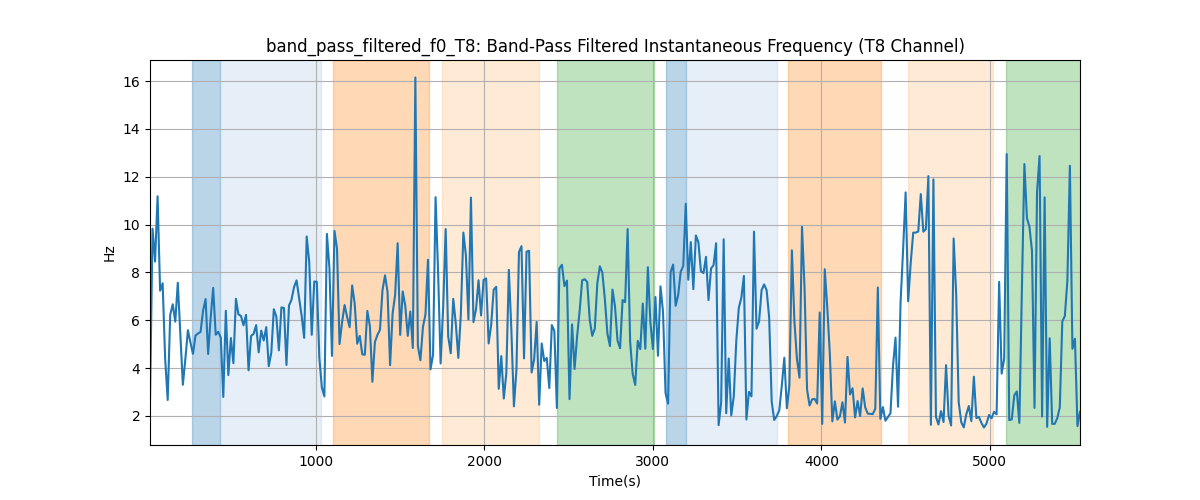 band_pass_filtered_f0_T8: Band-Pass Filtered Instantaneous Frequency (T8 Channel)
16
14
12
10
8
6
4
2
Hz
1000 2000 3000 4000 5000
Time(s)